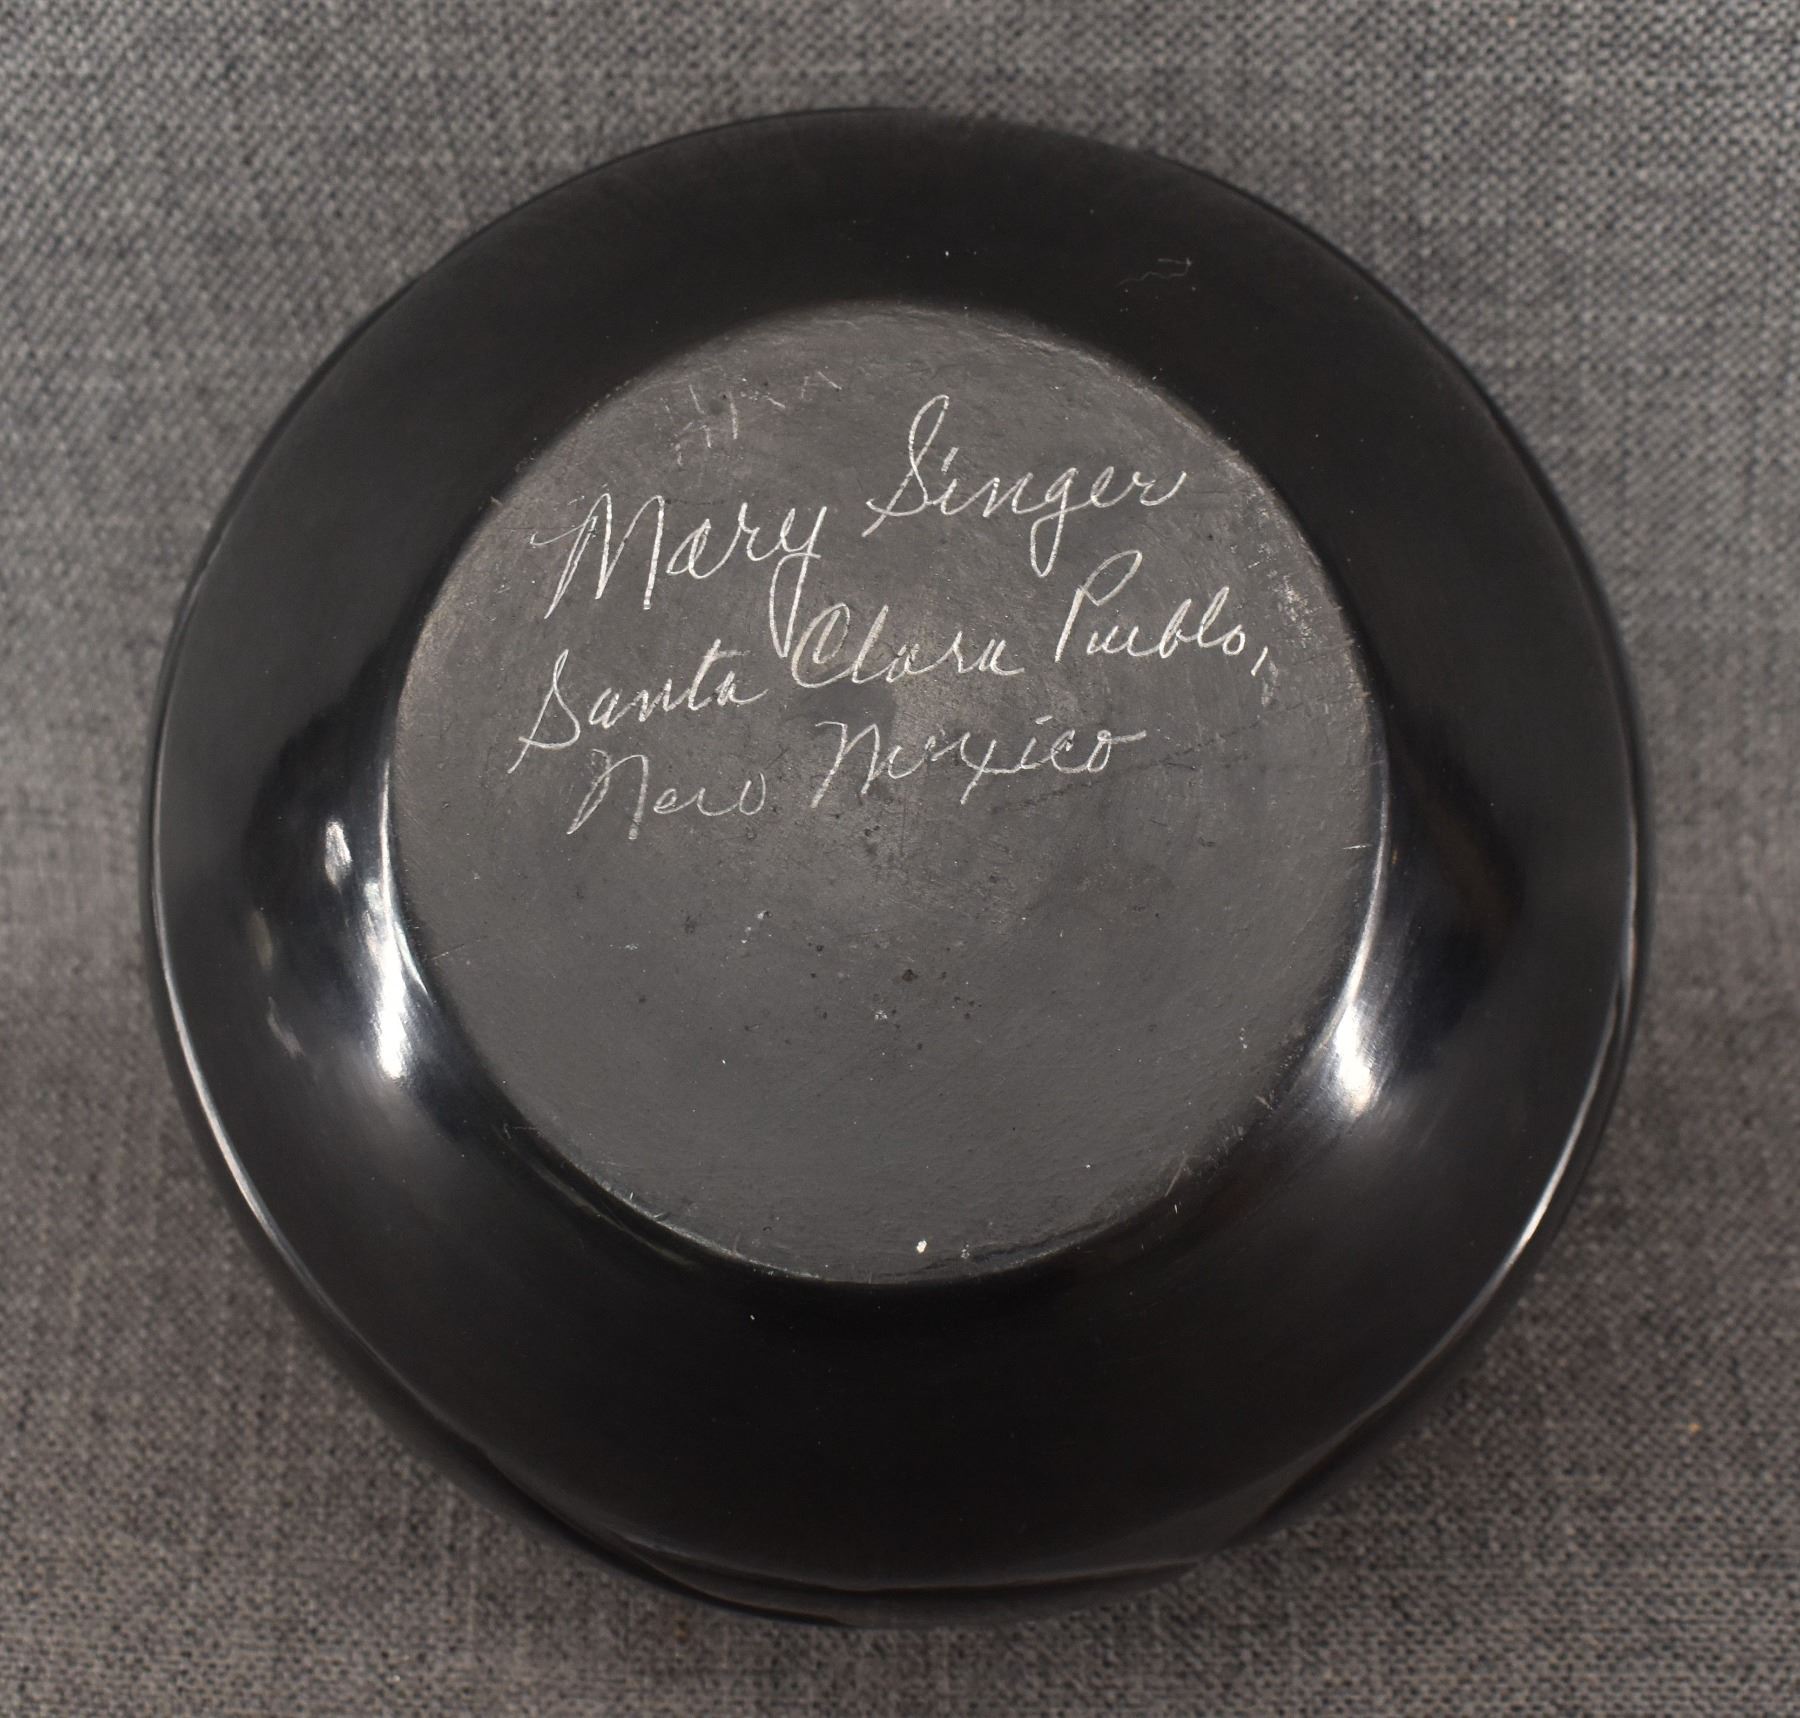 Mary Singer
Santa Clara Pueblo,
New Mexico